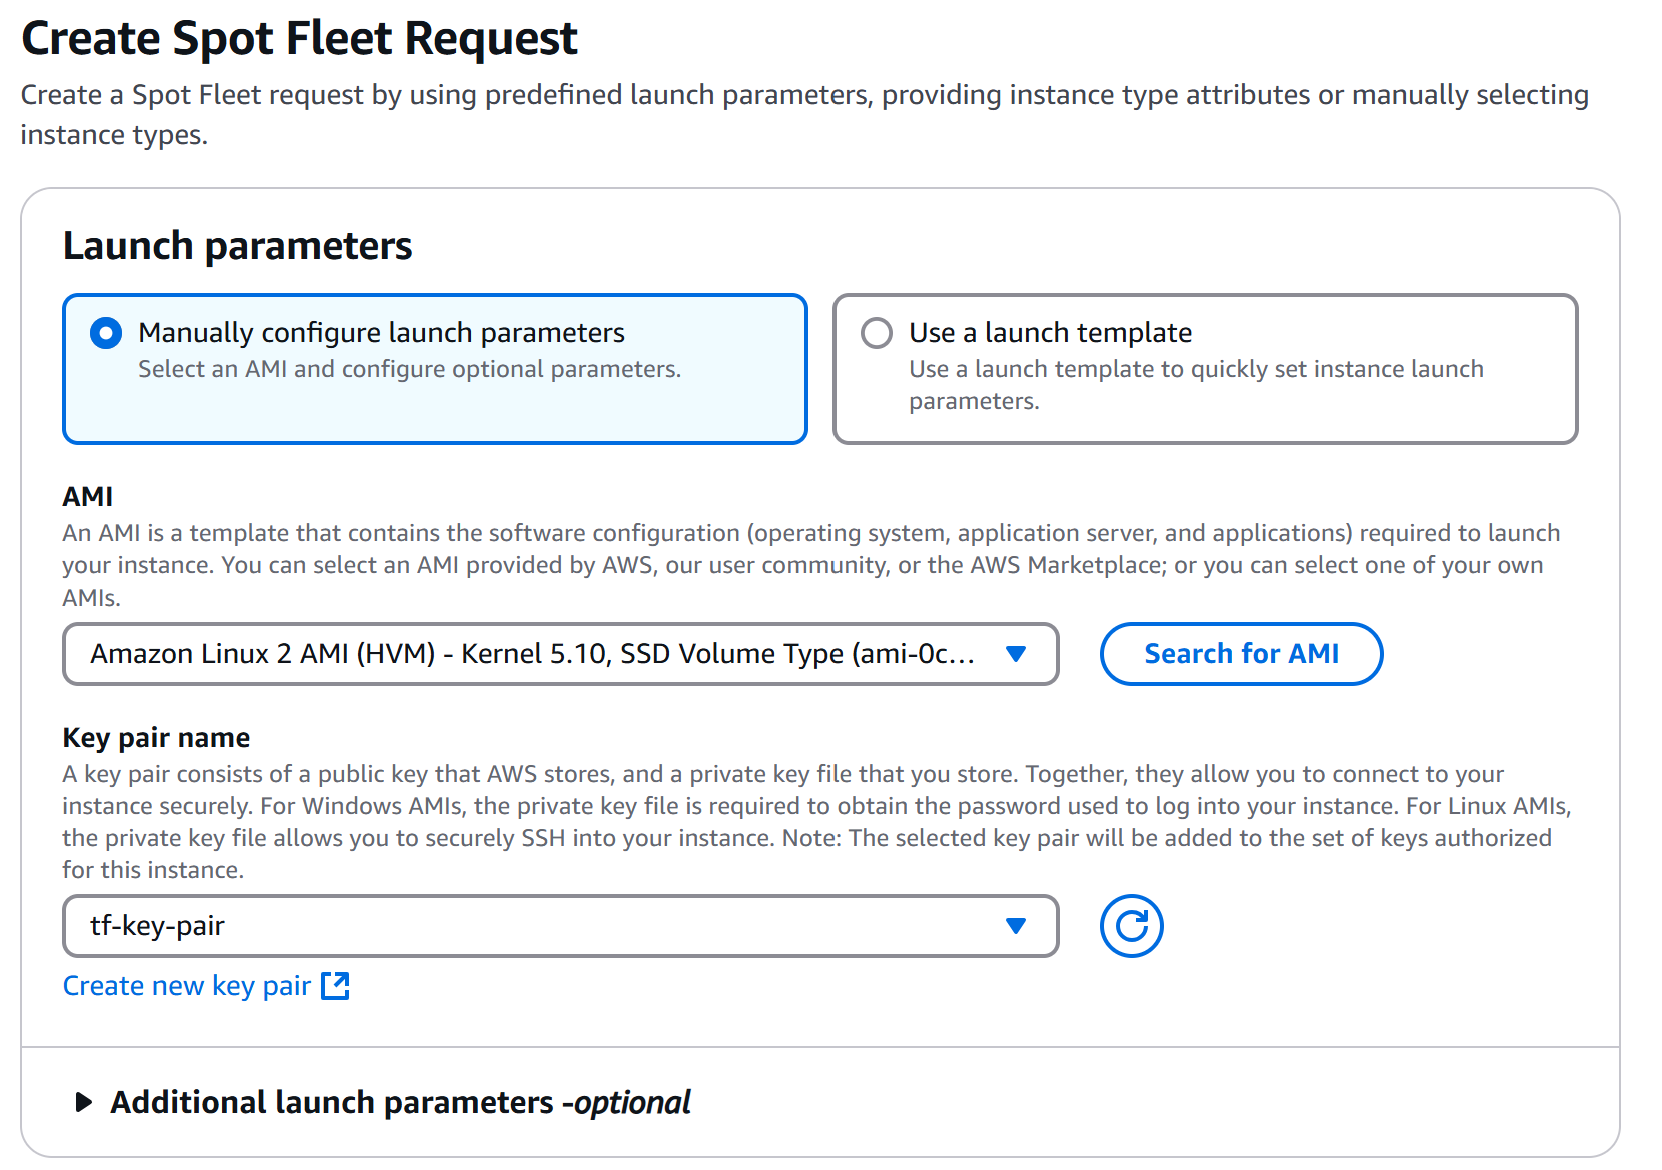 Create Spot Fleet Request
Create a Spot Fleet request by using predefined launch parameters, providing instance type attributes or manually selecting
instance types.
Launch parameters
Manually configure launch parameters
Select an AMI and configure optional parameters.
Use a launch template
Use a launch template to quickly set instance launch
parameters.
AMI
An AMI is a template that contains the software configuration (operating system, application server, and applications) required to launch
your instance. You can select an AMI provided by AWS, our user community, or the AWS Marketplace; or you can select one of your own
AMIs.
Amazon Linux 2 AMI (HVM) - Kernel 5.10, SSD Volume Type (ami-0c...
Search for AMI
Key pair name
A key pair consists of a public key that AWS stores, and a private key file that you store. Together, they allow you to connect to your
instance securely. For Windows AMIs, the private key file is required to obtain the password used to log into your instance. For Linux AMIs,
the private key file allows you to securely SSH into your instance. Note: The selected key pair will be added to the set of keys authorized
for this instance.
tf-key-pair
Create new key pair
Additional launch parameters -optional